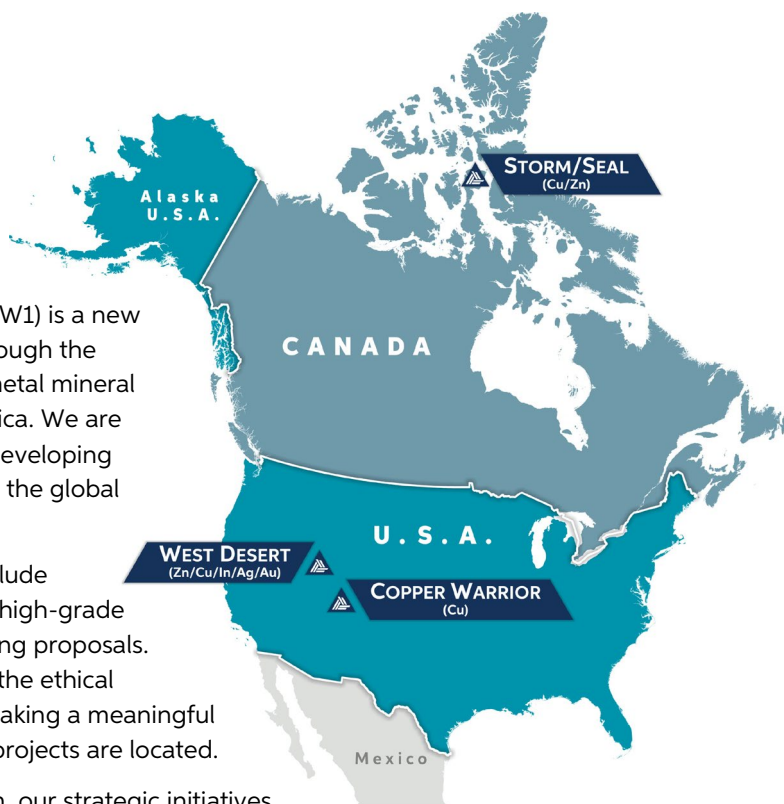 STORM/SEAL
(Cu/Zn)
Alaska
U.S.A.
CANADA
W1) is a new
ough the
etal mineral
ica. We are
eveloping
the global
U.S.A.
WEST DESERT
(Zn/Cu/In/Ag/Au)
COPPER WARRIOR
(Cu)
lude
high-grade
ng proposals.
the ethical
aking a meaningful
projects are located.
Mexico
our strategic initiatives